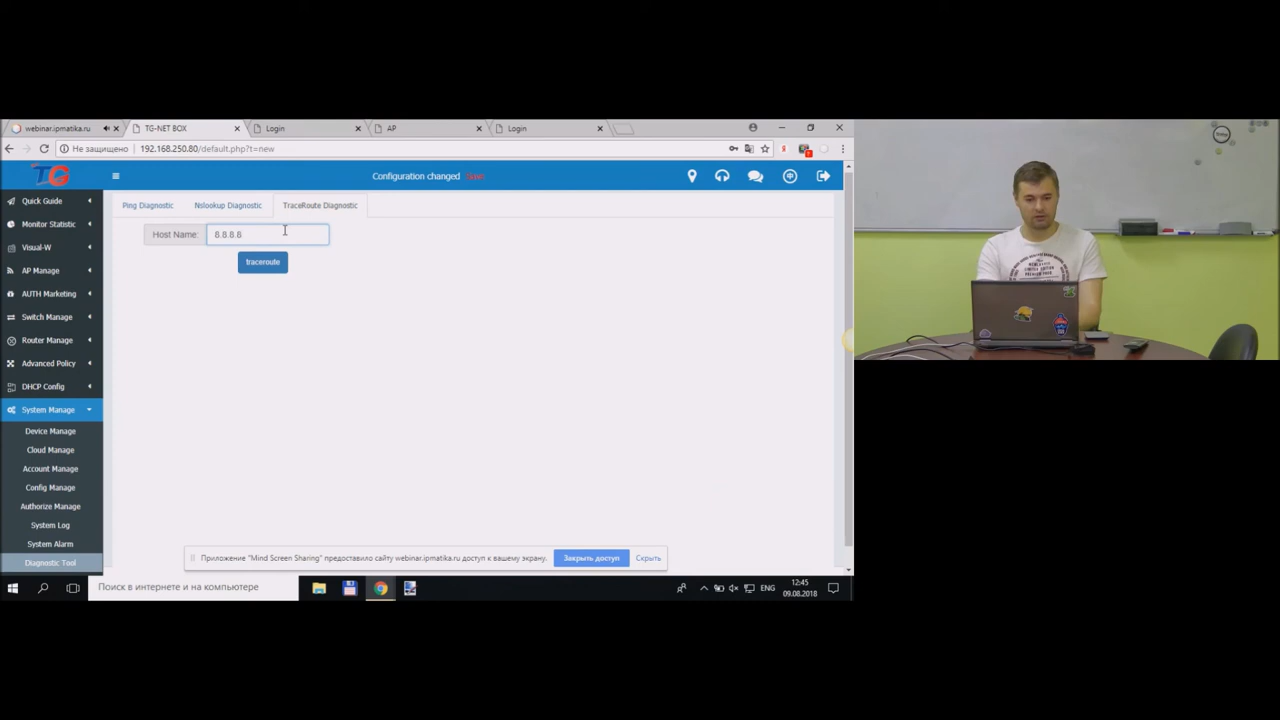 webinar.ipmatika.ru
TG-NET BOX
Login
AP
Login
Не защищено
192.168.250.80/default.php?t=new
TG
Configuration changed
Quick Guide
Monitor Statistic
Visual-W
AP Manage
AUTH Marketing
Switch Manage
Router Manage
Advanced Policy
DHCP Config
System Manage
Device Manage
Cloud Manage
Account Manage
Config Manage
Authorize Manage
System Log
System Alarm
Diagnostic Tool
Ping Diagnostic
Nslookup Diagnostic
TraceRoute Diagnostic
Host Name:
8.8.8.8
traceroute
Приложение "Mind Screen Sharing" предоставило сайту webinar.ipmatika.ru доступ к вашему экрану.
Закрыть доступ
Скрыть
Поиск в интернете и на компьютере
ENG
12:45
09.08.2018